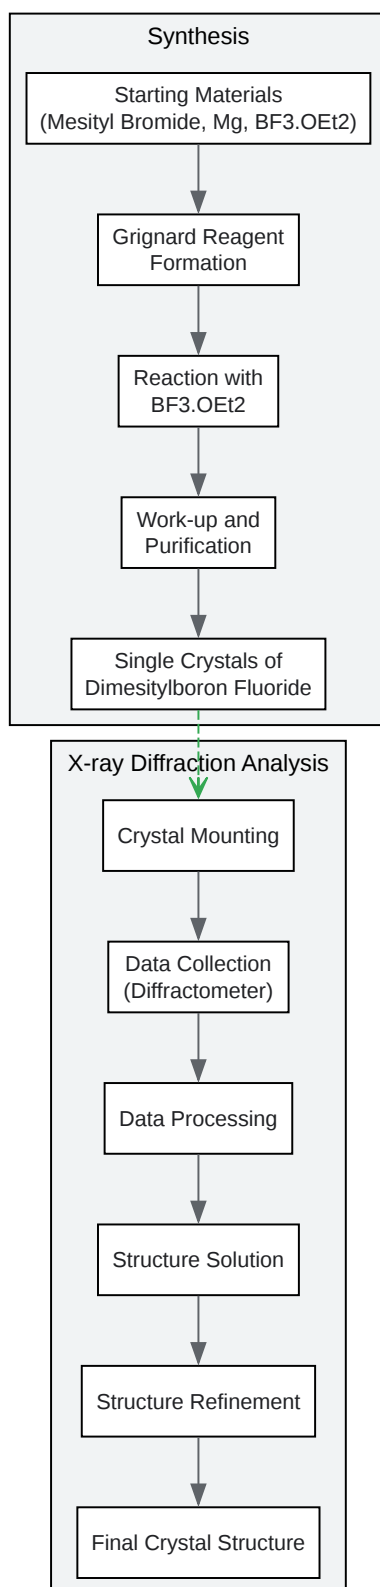 Synthesis
Starting Materials
(Mesityl Bromide, Mg, BF3.OEt2)
Grignard Reagent
Formation
Reaction with
BF3.OEt2
Work-up and
Purification
Single Crystals of
Dimesitylboron Fluoride
X-ray Diffraction Analysis
Crystal Mounting
Data Collection
(Diffractometer)
Data Processing
Structure Solution
Structure Refinement
Final Crystal Structure